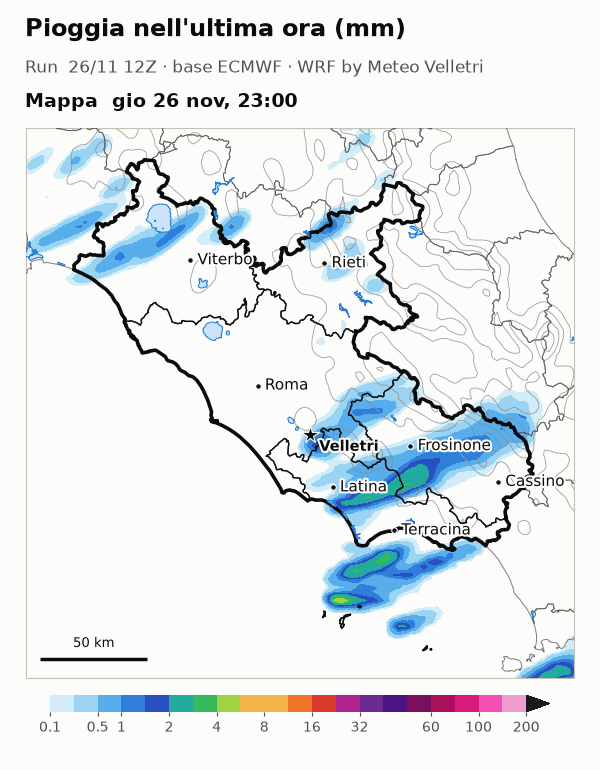 Pioggia nell'ultima ora (mm)
Run  26/11 12Z · base ECMWF · WRF by Meteo Velletri
Mappa  gio 26 nov, 23:00
Viterbo
Rieti
Roma
Velletri
Frosinone
Latina
Cassino
Terracina
50 km
0.1 0.5 1 2 4 8 16 32 60 100 200